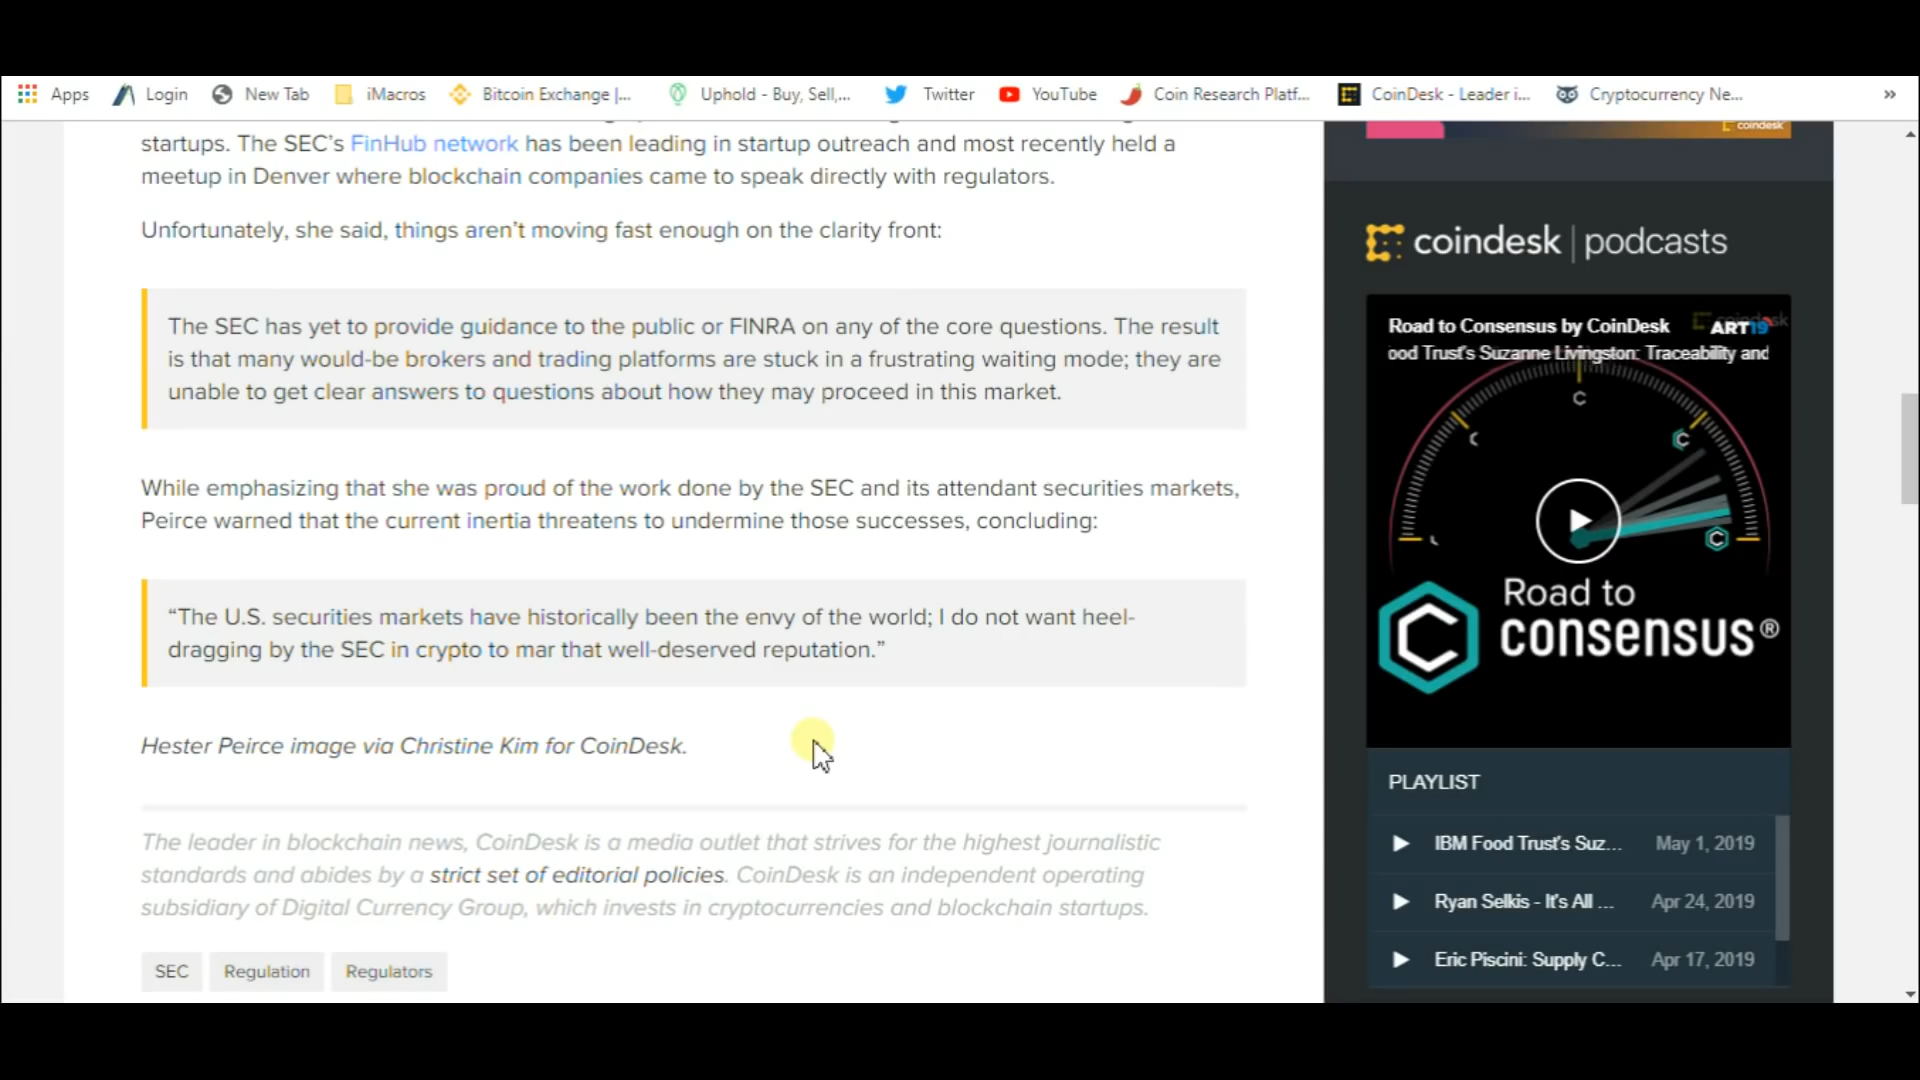 Apps Login New Tab iMacros Bitcoin Exchange |... Uphold - Buy, Sell,... Twitter YouTube Coin Research Platf... CoinDesk - Leader i... Cryptocurrency Ne... »
startups. The SEC’s FinHub network has been leading in startup outreach and most recently held a
meetup in Denver where blockchain companies came to speak directly with regulators.
Unfortunately, she said, things aren’t moving fast enough on the clarity front:
The SEC has yet to provide guidance to the public or FINRA on any of the core questions. The result
is that many would-be brokers and trading platforms are stuck in a frustrating waiting mode; they are
unable to get clear answers to questions about how they may proceed in this market.
While emphasizing that she was proud of the work done by the SEC and its attendant securities markets,
Peirce warned that the current inertia threatens to undermine those successes, concluding:
“The U.S. securities markets have historically been the envy of the world; I do not want heel-
dragging by the SEC in crypto to mar that well-deserved reputation.”
Hester Peirce image via Christine Kim for CoinDesk.
The leader in blockchain news, CoinDesk is a media outlet that strives for the highest journalistic
standards and abides by a strict set of editorial policies. CoinDesk is an independent operating
subsidiary of Digital Currency Group, which invests in cryptocurrencies and blockchain startups.
SEC Regulation Regulators
coindesk
coindesk | podcasts
Road to Consensus by CoinDesk
coindesk
ART19
ood Trust's Suzanne Livingston: Traceability and
C
C
C
Road to
consensus®
PLAYLIST
IBM Food Trust's Suz... May 1, 2019
Ryan Selkis - It's All ... Apr 24, 2019
Eric Piscini: Supply C... Apr 17, 2019